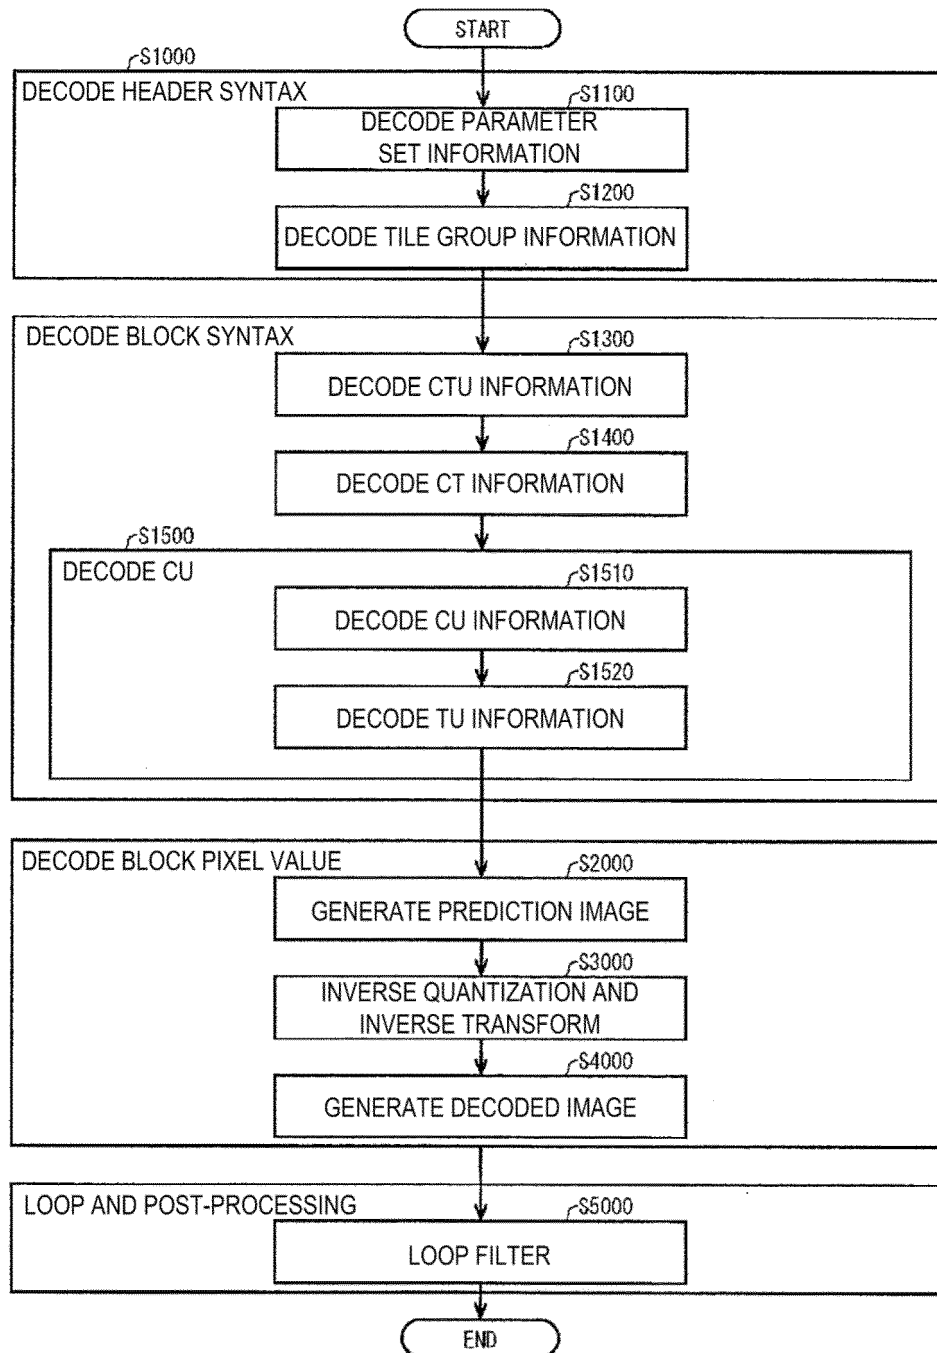 START
S1000
DECODE HEADER SYNTAX
S1100
DECODE PARAMETER
SET INFORMATION
S1200
DECODE TILE GROUP INFORMATION
DECODE BLOCK SYNTAX
S1300
DECODE CTU INFORMATION
S1400
DECODE CT INFORMATION
S1500
DECODE CU
S1510
DECODE CU INFORMATION
S1520
DECODE TU INFORMATION
DECODE BLOCK PIXEL VALUE
S2000
GENERATE PREDICTION IMAGE
S3000
INVERSE QUANTIZATION AND
INVERSE TRANSFORM
S4000
GENERATE DECODED IMAGE
LOOP AND POST-PROCESSING
S5000
LOOP FILTER
END